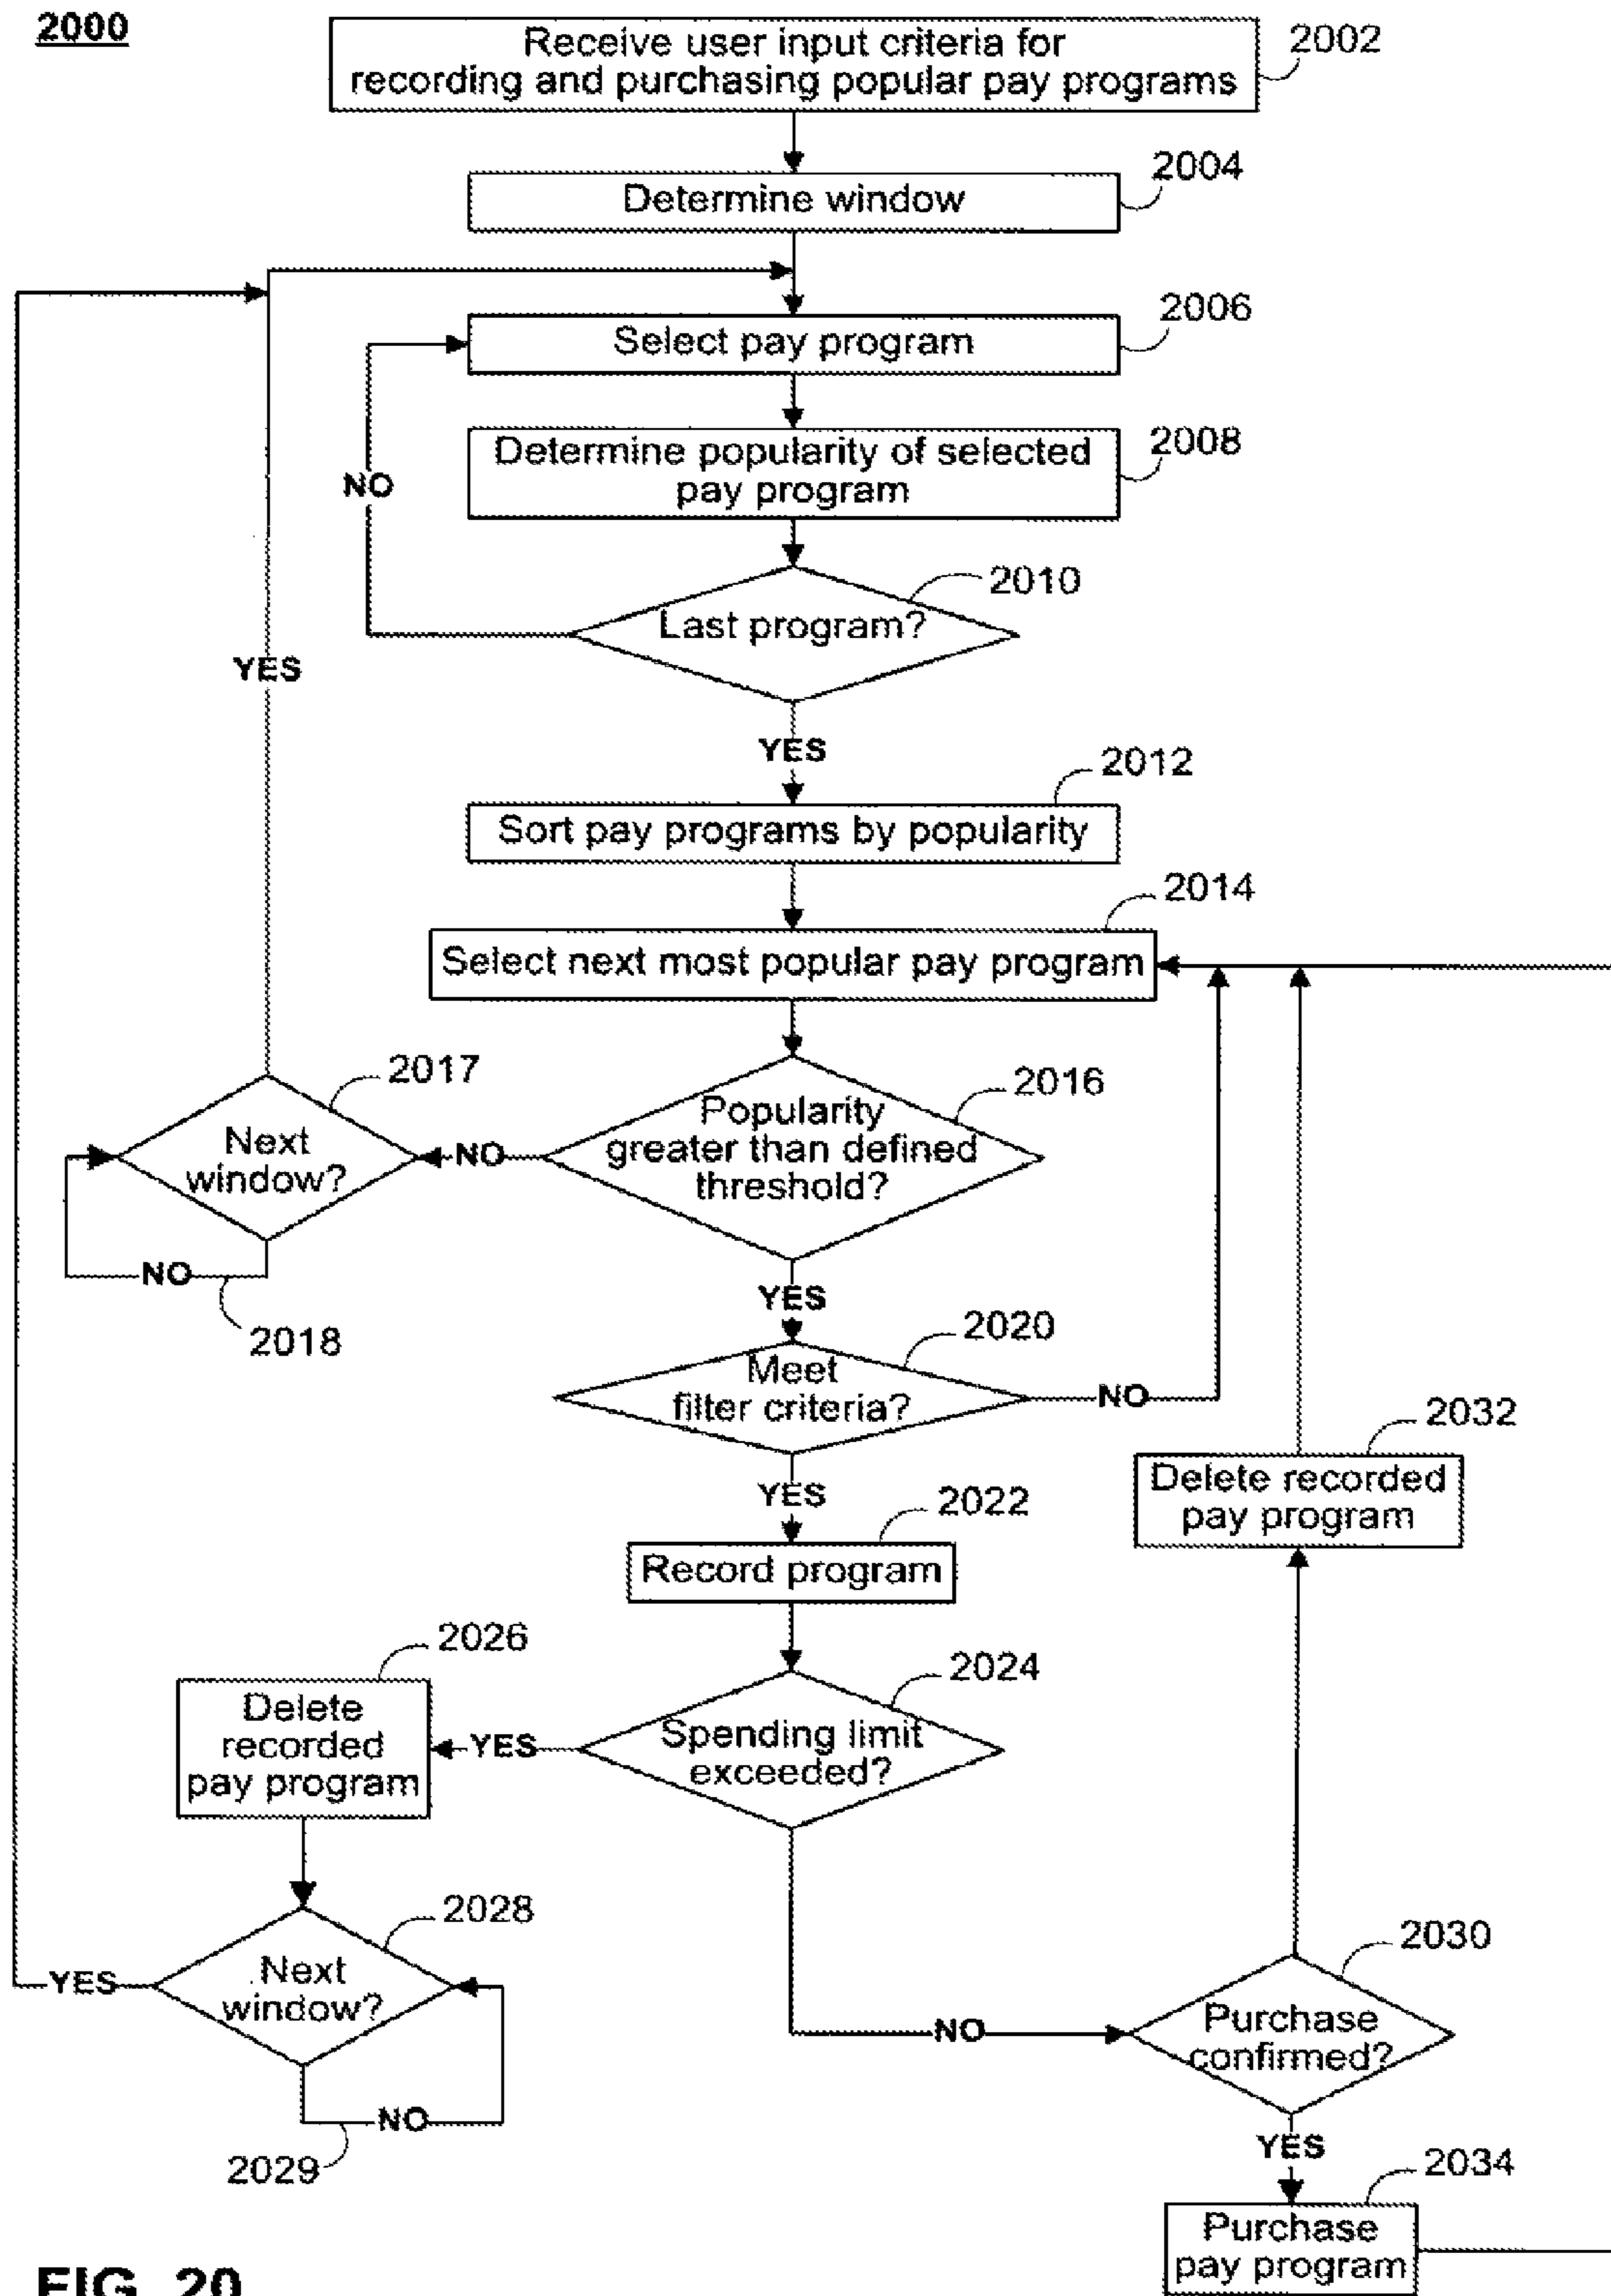 2000
Receive user input criteria for
recording and purchasing popular pay programs
2002
Determine window
2004
Select pay program
2006
Determine popularity of selected
pay program
2008
NO
Last program?
2010
YES
YES
Sort pay programs by popularity
2012
Select next most popular pay program
2014
Next
window?
2017
NO
Popularity
greater than defined
threshold?
2016
NO
2018
YES
Meet
filter criteria?
2020
NO
Delete recorded
pay program
2032
YES
Record program
2022
Delete
recorded
pay program
2026
YES
Spending limit
exceeded?
2024
Next
window?
2028
YES
NO
2029
NO
Purchase
confirmed?
2030
YES
Purchase
pay program
2034
FIG. 20